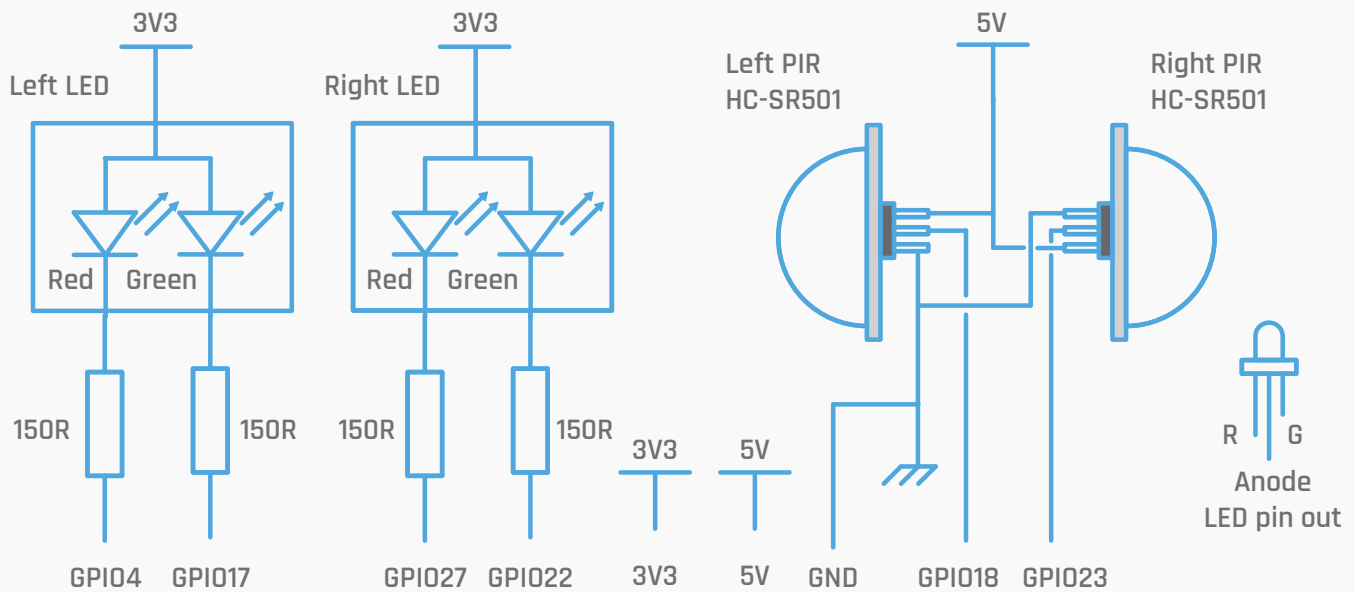 3V3
Left LED
Red
Green
150R
150R
GPIO4
GPIO17
3V3
Right LED
Red
Green
150R
150R
GPIO27
GPIO22
3V3
3V3
5V
5V
5V
Left PIR
HC-SR501
Right PIR
HC-SR501
GND
GPIO18
GPIO23
R
G
Anode
LED pin out